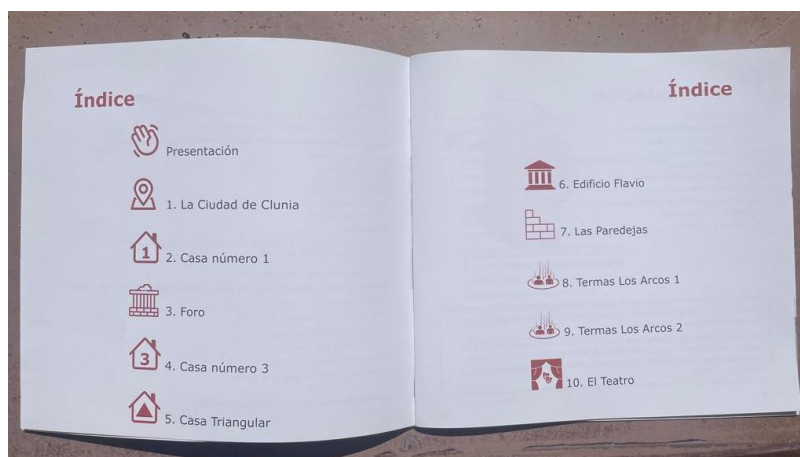 Índice
Presentación
1. La Ciudad de Clunia
1
2. Casa número 1
3. Foro
3
4. Casa número 3
5. Casa Triangular
Índice
6. Edificio Flavio
7. Las Paredejas
8. Termas Los Arcos 1
9. Termas Los Arcos 2
10. El Teatro